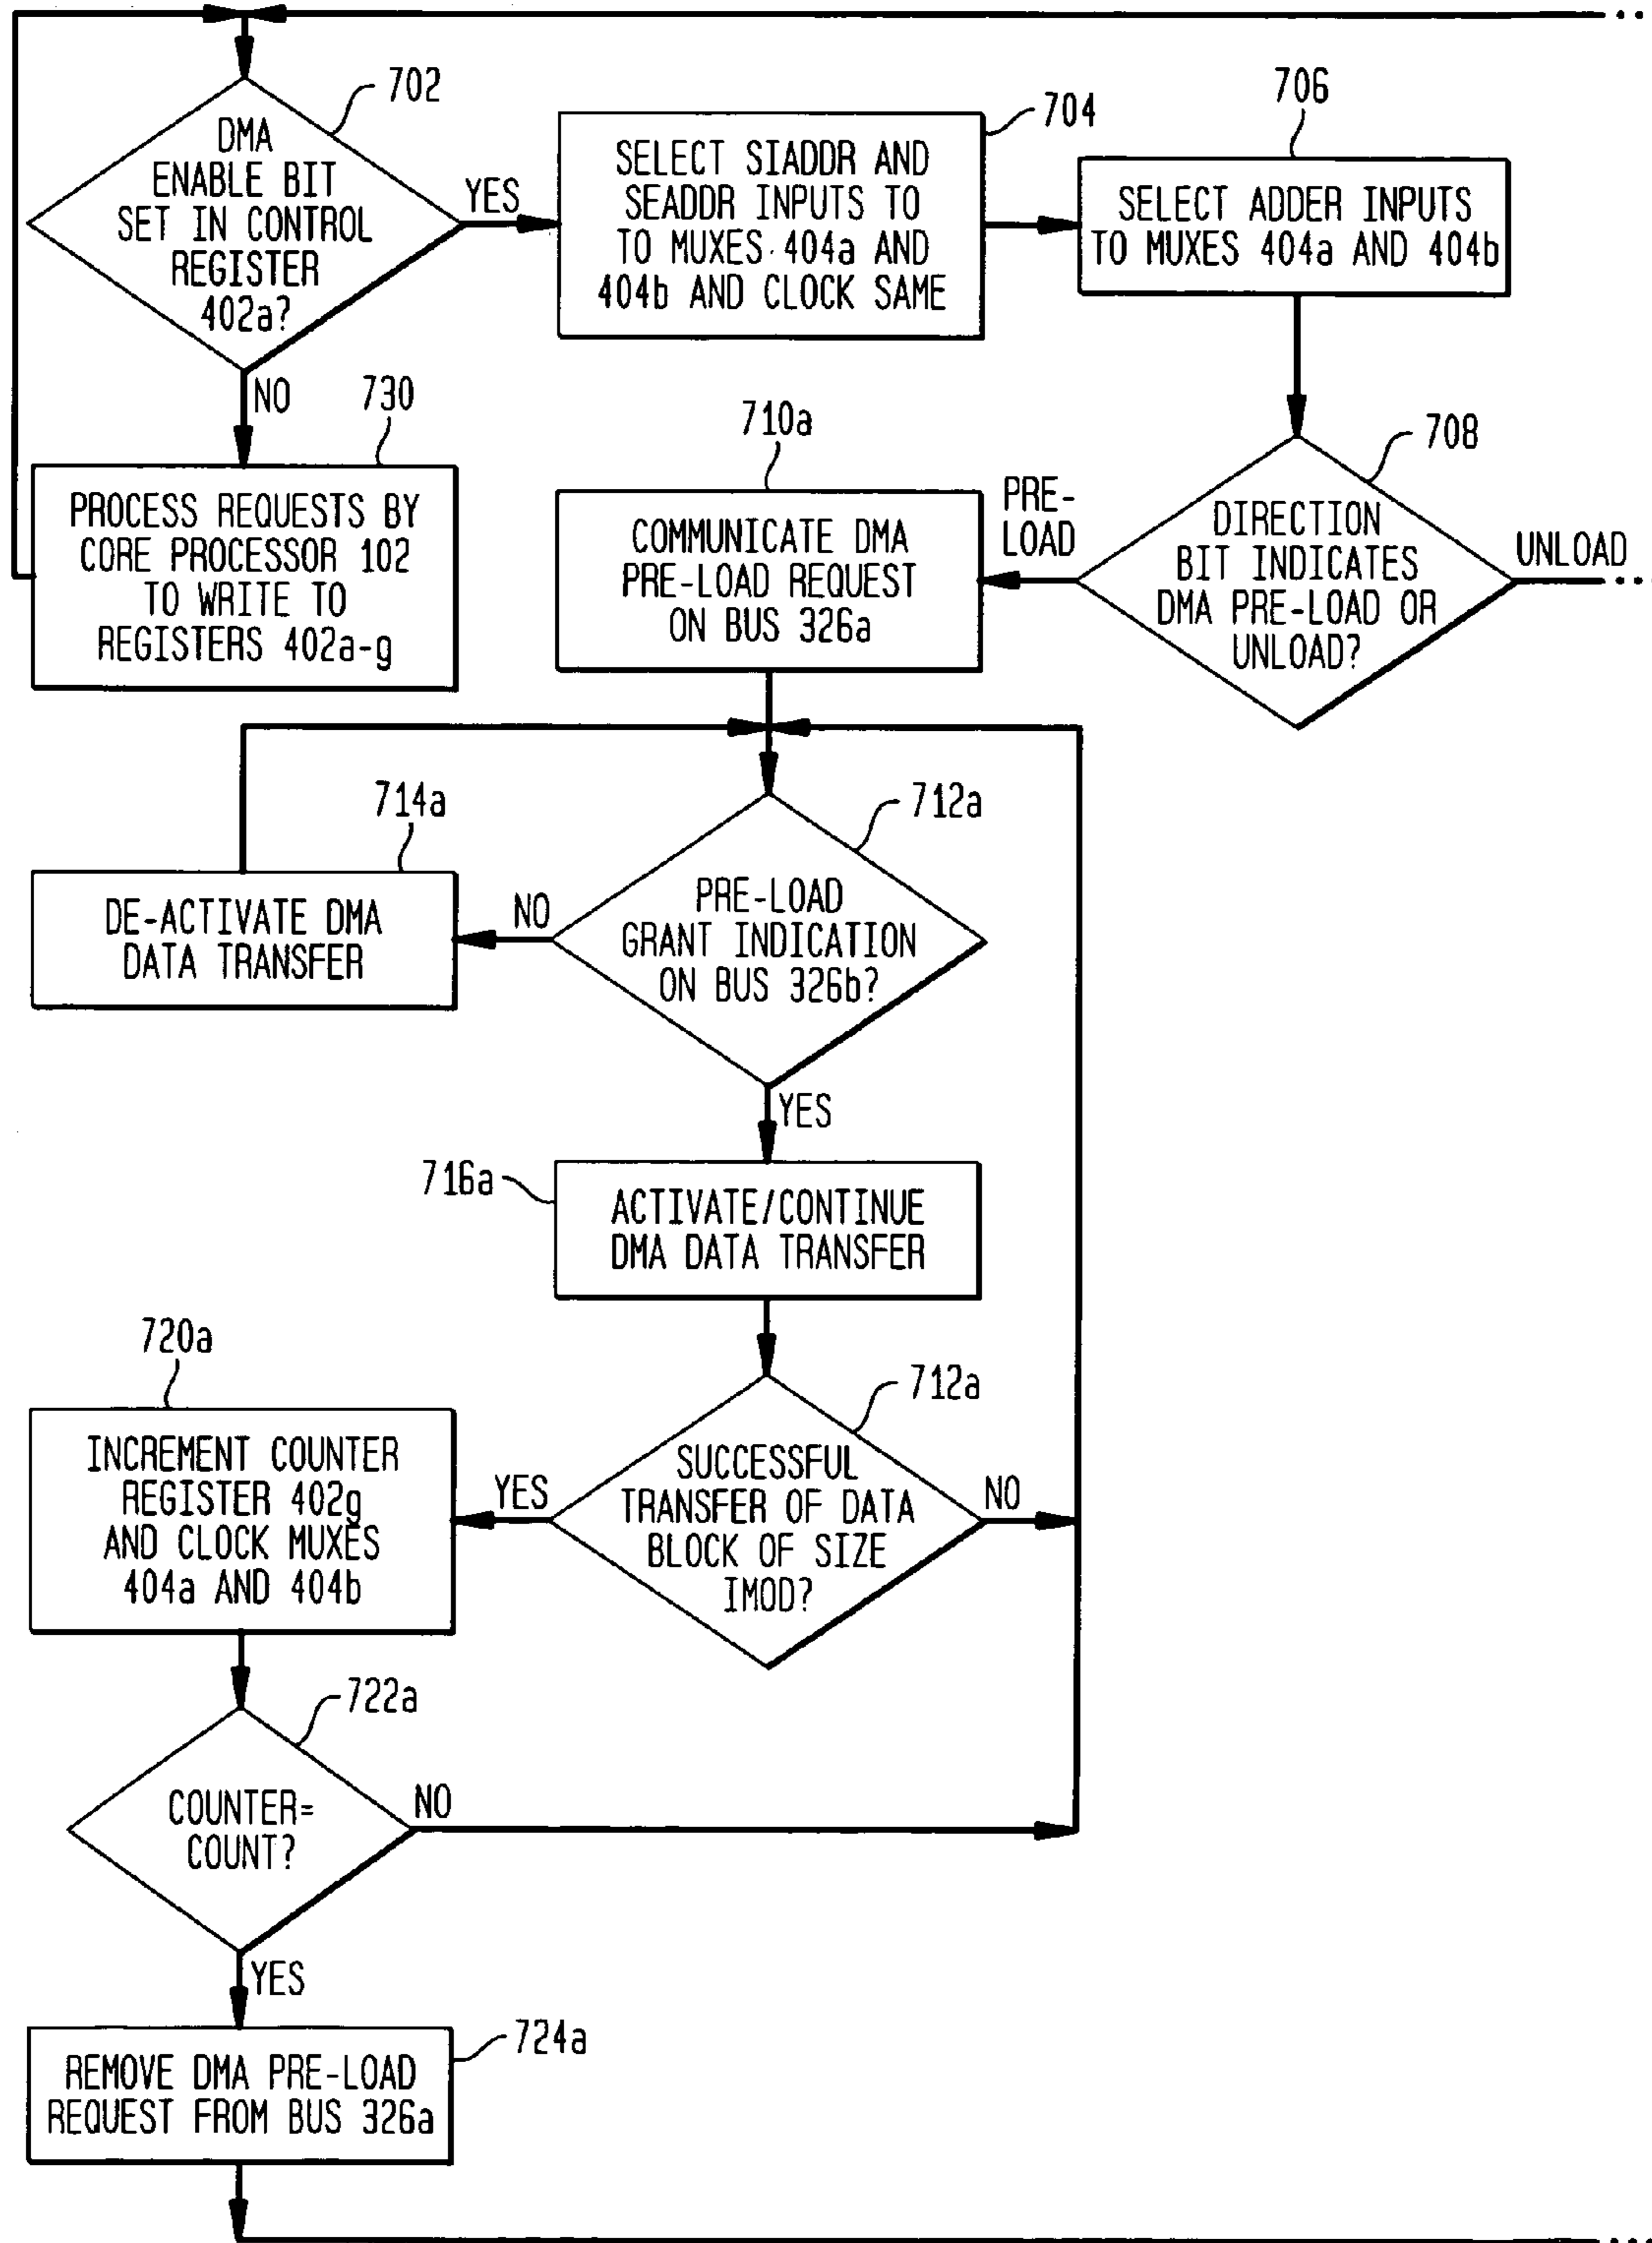 702
DMA
ENABLE BIT
SET IN CONTROL
REGISTER
402a?
YES
NO
704
SELECT SIADDR AND
SEADDR INPUTS TO
TO MUXES 404a AND
404b AND CLOCK SAME
706
SELECT ADDER INPUTS
TO MUXES 404a AND 404b
730
PROCESS REQUESTS BY
CORE PROCESSOR 102
TO WRITE TO
REGISTERS 402a-g
708
DIRECTION
BIT INDICATES
DMA PRE-LOAD OR
UNLOAD?
PRE-
LOAD
UNLOAD
710a
COMMUNICATE DMA
PRE-LOAD REQUEST
ON BUS 326a
712a
PRE-LOAD
GRANT INDICATION
ON BUS 326b?
NO
YES
714a
DE-ACTIVATE DMA
DATA TRANSFER
716a
ACTIVATE/CONTINUE
DMA DATA TRANSFER
712a
SUCCESSFUL
TRANSFER OF DATA
BLOCK OF SIZE
IMOD?
YES
NO
720a
INCREMENT COUNTER
REGISTER 402g
AND CLOCK MUXES
404a AND 404b
722a
COUNTER=
COUNT?
NO
YES
724a
REMOVE DMA PRE-LOAD
REQUEST FROM BUS 326a